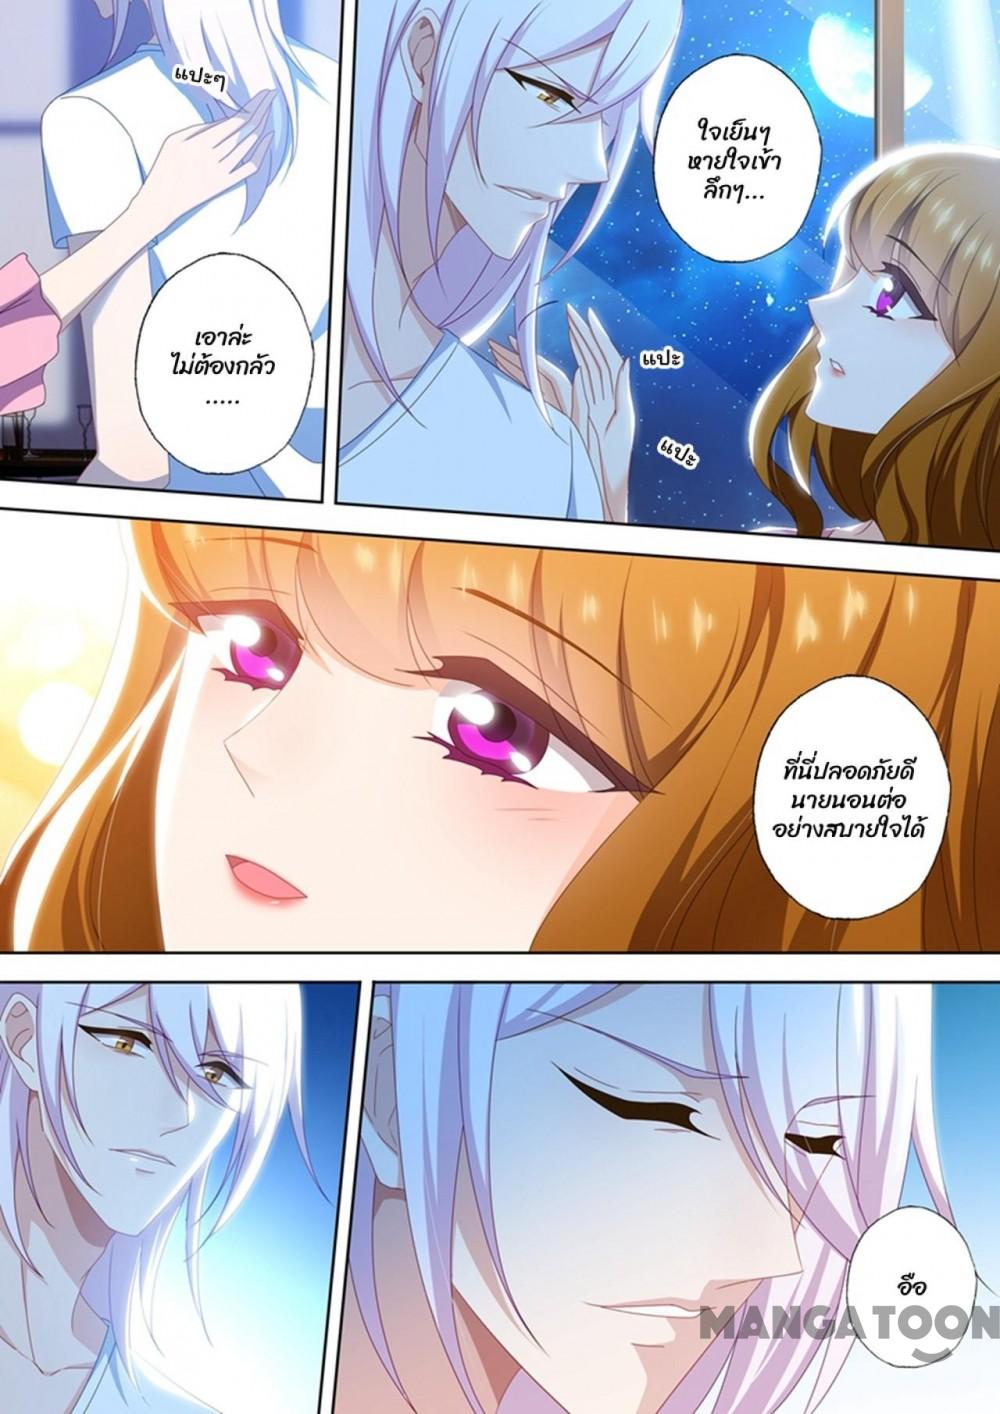 แปะๆ
เอาล่ะ
ไม่ต้องกลัว
.....
ใจเย็นๆ
หายใจเข้า
ลึกๆ...
แปะ
แปะ
ที่นี่ปลอดภัยดี
นายนอนต่อ
อย่างสบายใจได้
อือ
MANGATOON